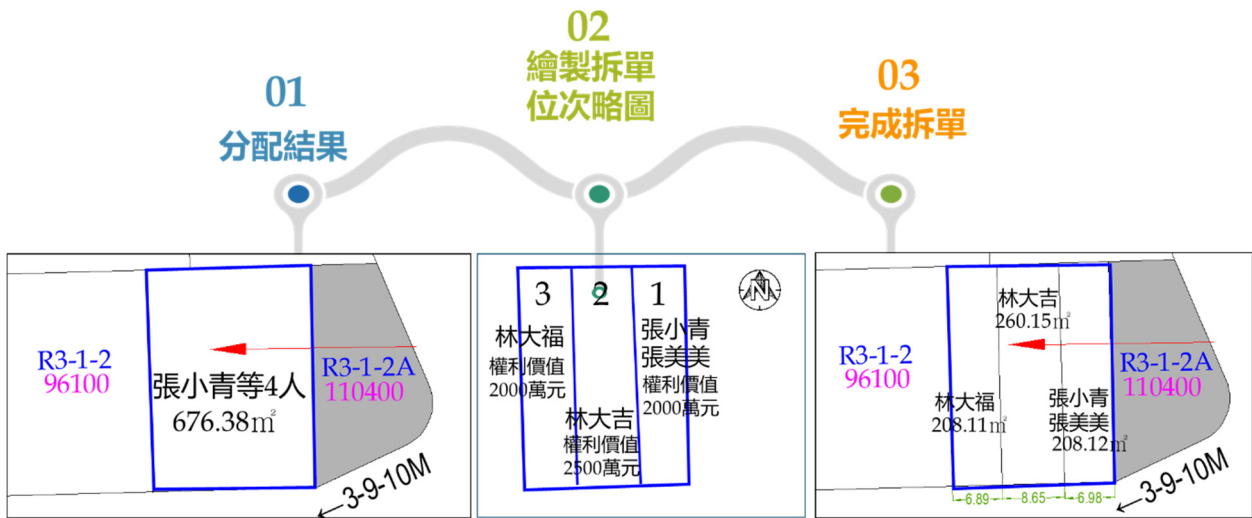 01
分配結果
02
繪製拆單
位次略圖
03
完成拆單
R3-1-2
96100
張小青等4人
676.38㎡
R3-1-2A
110400
3-9-10M
3
2
1
N
林大福
權利價值
2000萬元
林大吉
權利價值
2500萬元
張小青
張美美
權利價值
2000萬元
R3-1-2
96100
林大福
208.11㎡
林大吉
260.15㎡
張小青
張美美
208.12㎡
R3-1-2A
110400
6.89
8.65
6.98
3-9-10M